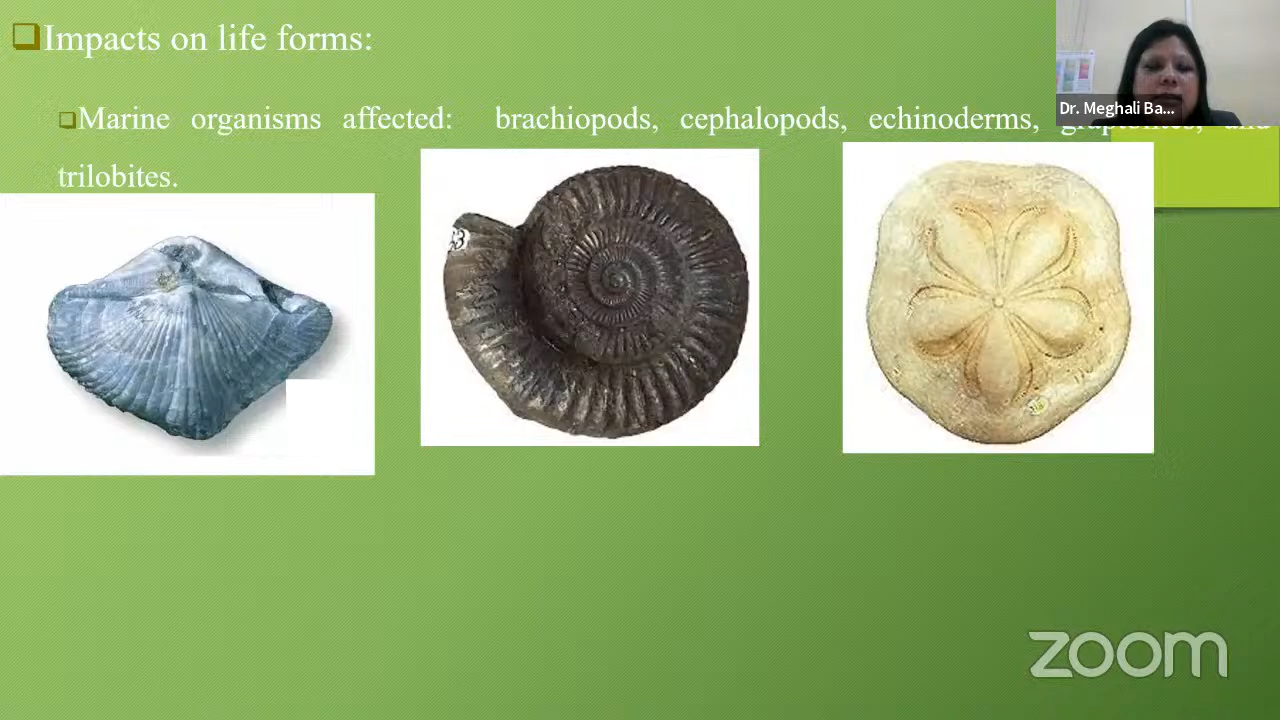 Impacts on life forms:
Marine organisms affected: brachiopods, cephalopods, echinoderms, graptolites, and
trilobites.
Dr. Meghali Ba...
zoom